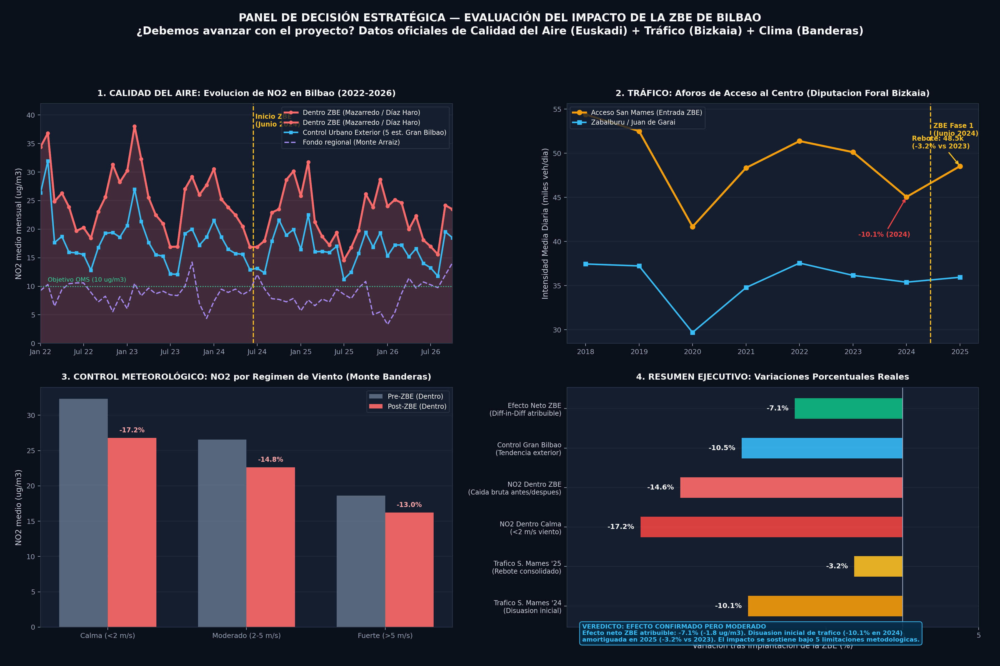 PANEL DE DECISIÓN ESTRATÉGICA — EVALUACIÓN DEL IMPACTO DE LA ZBE DE BILBAO
¿Debemos avanzar con el proyecto? Datos oficiales de Calidad del Aire (Euskadi) + Tráfico (Bizkaia) + Clima (Banderas)
1. CALIDAD DEL AIRE: Evolucion de NO2 en Bilbao (2022-2026)
NO2 medio mensual (ug/m3)
40
35
30
25
20
15
10
5
0
Jan 22
Jul 22
Jan 23
Jul 23
Jan 24
Jul 24
Jan 25
Jul 25
Jan 26
Jul 26
Inicio ZBE
(Junio 2024)
Dentro ZBE (Mazarredo / Díaz Haro)
Dentro ZBE (Mazarredo / Díaz Haro)
Control Urbano Exterior (5 est. Gran Bilbao)
Fondo regional (Monte Arraiz)
Objetivo OMS (10 ug/m3)
2. TRÁFICO: Aforos de Acceso al Centro (Diputacion Foral Bizkaia)
Intensidad Media Diaria (miles veh/dia)
55
50
45
40
35
30
2018
2019
2020
2021
2022
2023
2024
2025
Acceso San Mames (Entrada ZBE)
Zabalburu / Juan de Garai
ZBE Fase 1
(Junio 2024)
Rebote: 48.5k
(-3.2% vs 2023)
-10.1% (2024)
3. CONTROL METEOROLÓGICO: NO2 por Regimen de Viento (Monte Banderas)
NO2 medio (ug/m3)
30
25
20
15
10
5
0
Pre-ZBE (Dentro)
Post-ZBE (Dentro)
-17.2%
-14.8%
-13.0%
Calma (<2 m/s)
Moderado (2-5 m/s)
Fuerte (>5 m/s)
4. RESUMEN EJECUTIVO: Variaciones Porcentuales Reales
Efecto Neto ZBE
(Diff-in-Diff atribuible)
-7.1%
Control Gran Bilbao
(Tendencia exterior)
-10.5%
NO2 Dentro ZBE
(Caida bruta antes/despues)
-14.6%
NO2 Dentro Calma
(<2 m/s viento)
-17.2%
Trafico S. Mames '25
(Rebote consolidado)
-3.2%
Trafico S. Mames '24
(Disuasion inicial)
-10.1%
VEREDICTO: EFECTO CONFIRMADO PERO MODERADO
Efecto neto ZBE atribuible: -7.1% (-1.8 ug/m3). Disuasion inicial de trafico (-10.1% en 2024)
amortiguada en 2025 (-3.2% vs 2023). El impacto se sostiene bajo 5 limitaciones metodologicas.
5
Variacion tras implantacion de la ZBE (%)